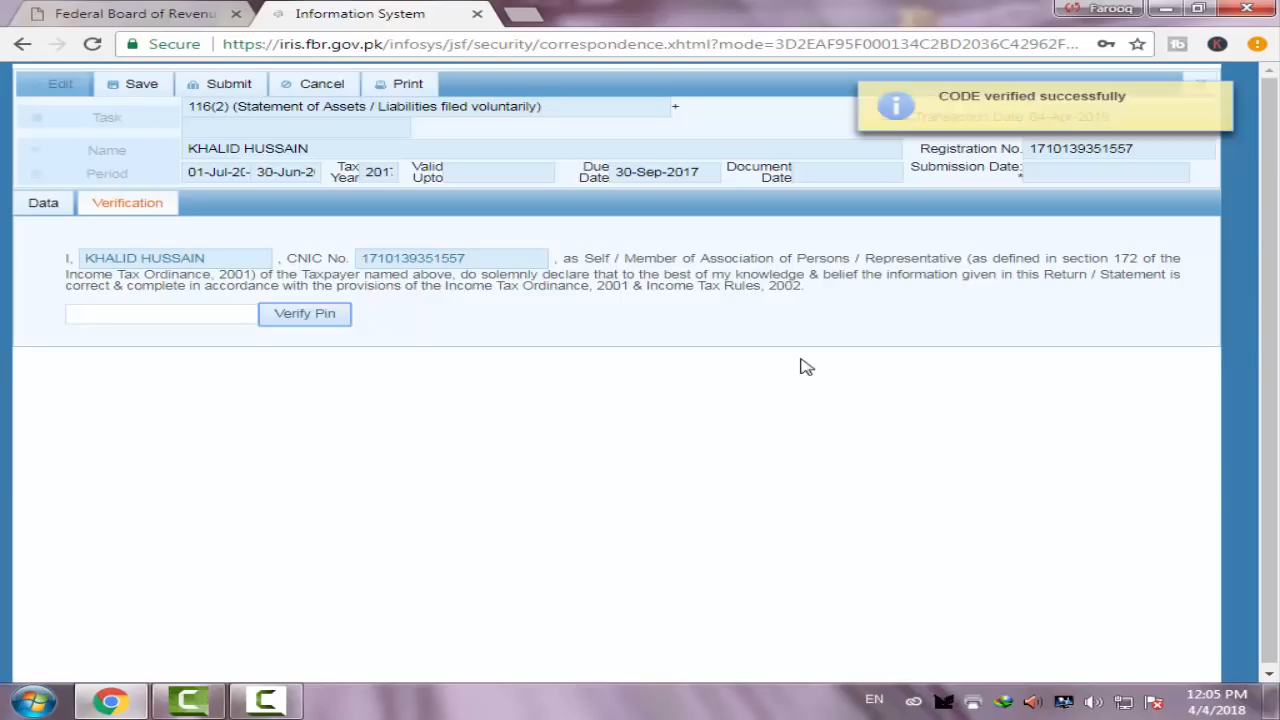 Federal Board of Revenu
Information System
Farooq
Secure
https://iris.fbr.gov.pk/infosys/jsf/security/correspondence.xhtml?mode=3D2EAF95F000134C2BD2036C42962F...
Edit Save Submit Cancel Print
CODE verified successfully
Transaction Date 04-Apr-2018
Task 116(2) (Statement of Assets / Liabilities filed voluntarily) +
Name KHALID HUSSAIN Registration No. 1710139351557
Period 01-Jul-20- 30-Jun-2 Tax Year 201 Valid Upto Due Date 30-Sep-2017 Document Date Submission Date: *
Data Verification
I, KHALID HUSSAIN , CNIC No. 1710139351557 , as Self / Member of Association of Persons / Representative (as defined in section 172 of the
Income Tax Ordinance, 2001) of the Taxpayer named above, do solemnly declare that to the best of my knowledge & belief the information given in this Return / Statement is
correct & complete in accordance with the provisions of the Income Tax Ordinance, 2001 & Income Tax Rules, 2002.
Verify Pin
EN
12:05 PM
4/4/2018